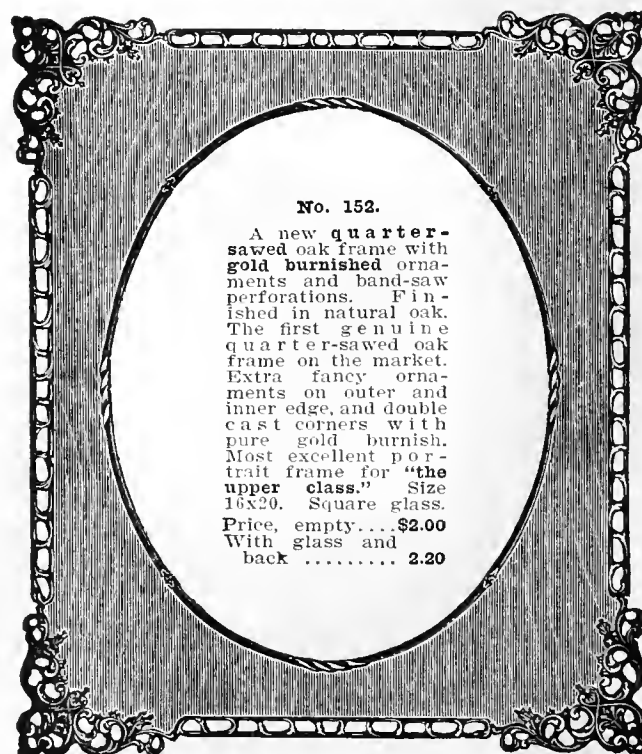 No. 152.
A new quarter-
sawed oak frame with
gold burnished orna-
ments and band-saw
perforations. Fin-
ished in natural oak.
The first genuine
quarter-sawed oak
frame on the market.
Extra fancy orna-
ments on outer and
inner edge, and double
cast corners with
pure gold burnish.
Most excellent por-
trait frame for "the
upper class." Size
16x20. Square glass.
Price, empty....$2.00
With glass and
back ......... 2.20